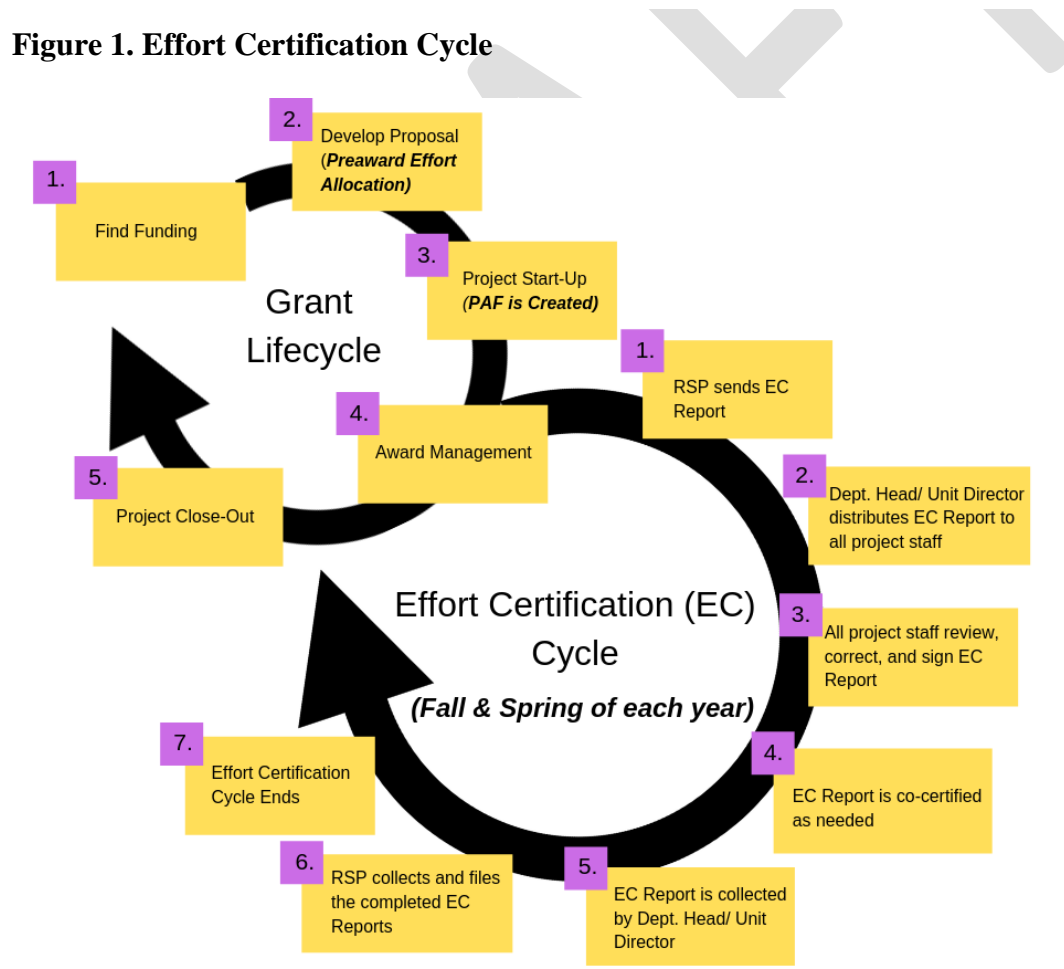 Figure 1. Effort Certification Cycle
1.
Find Funding
2.
Develop Proposal
(Preaward Effort
Allocation)
3.
Project Start-Up
(PAF is Created)
Grant
Lifecycle
4.
Award Management
5.
Project Close-Out
1.
RSP sends EC
Report
2.
Dept. Head/ Unit Director
distributes EC Report to
all project staff
3.
All project staff review,
correct, and sign EC
Report
Effort Certification (EC)
Cycle
(Fall & Spring of each year)
4.
EC Report is co-certified
as needed
5.
EC Report is collected
by Dept. Head/ Unit
Director
6.
RSP collects and files
the completed EC
Reports
7.
Effort Certification
Cycle Ends